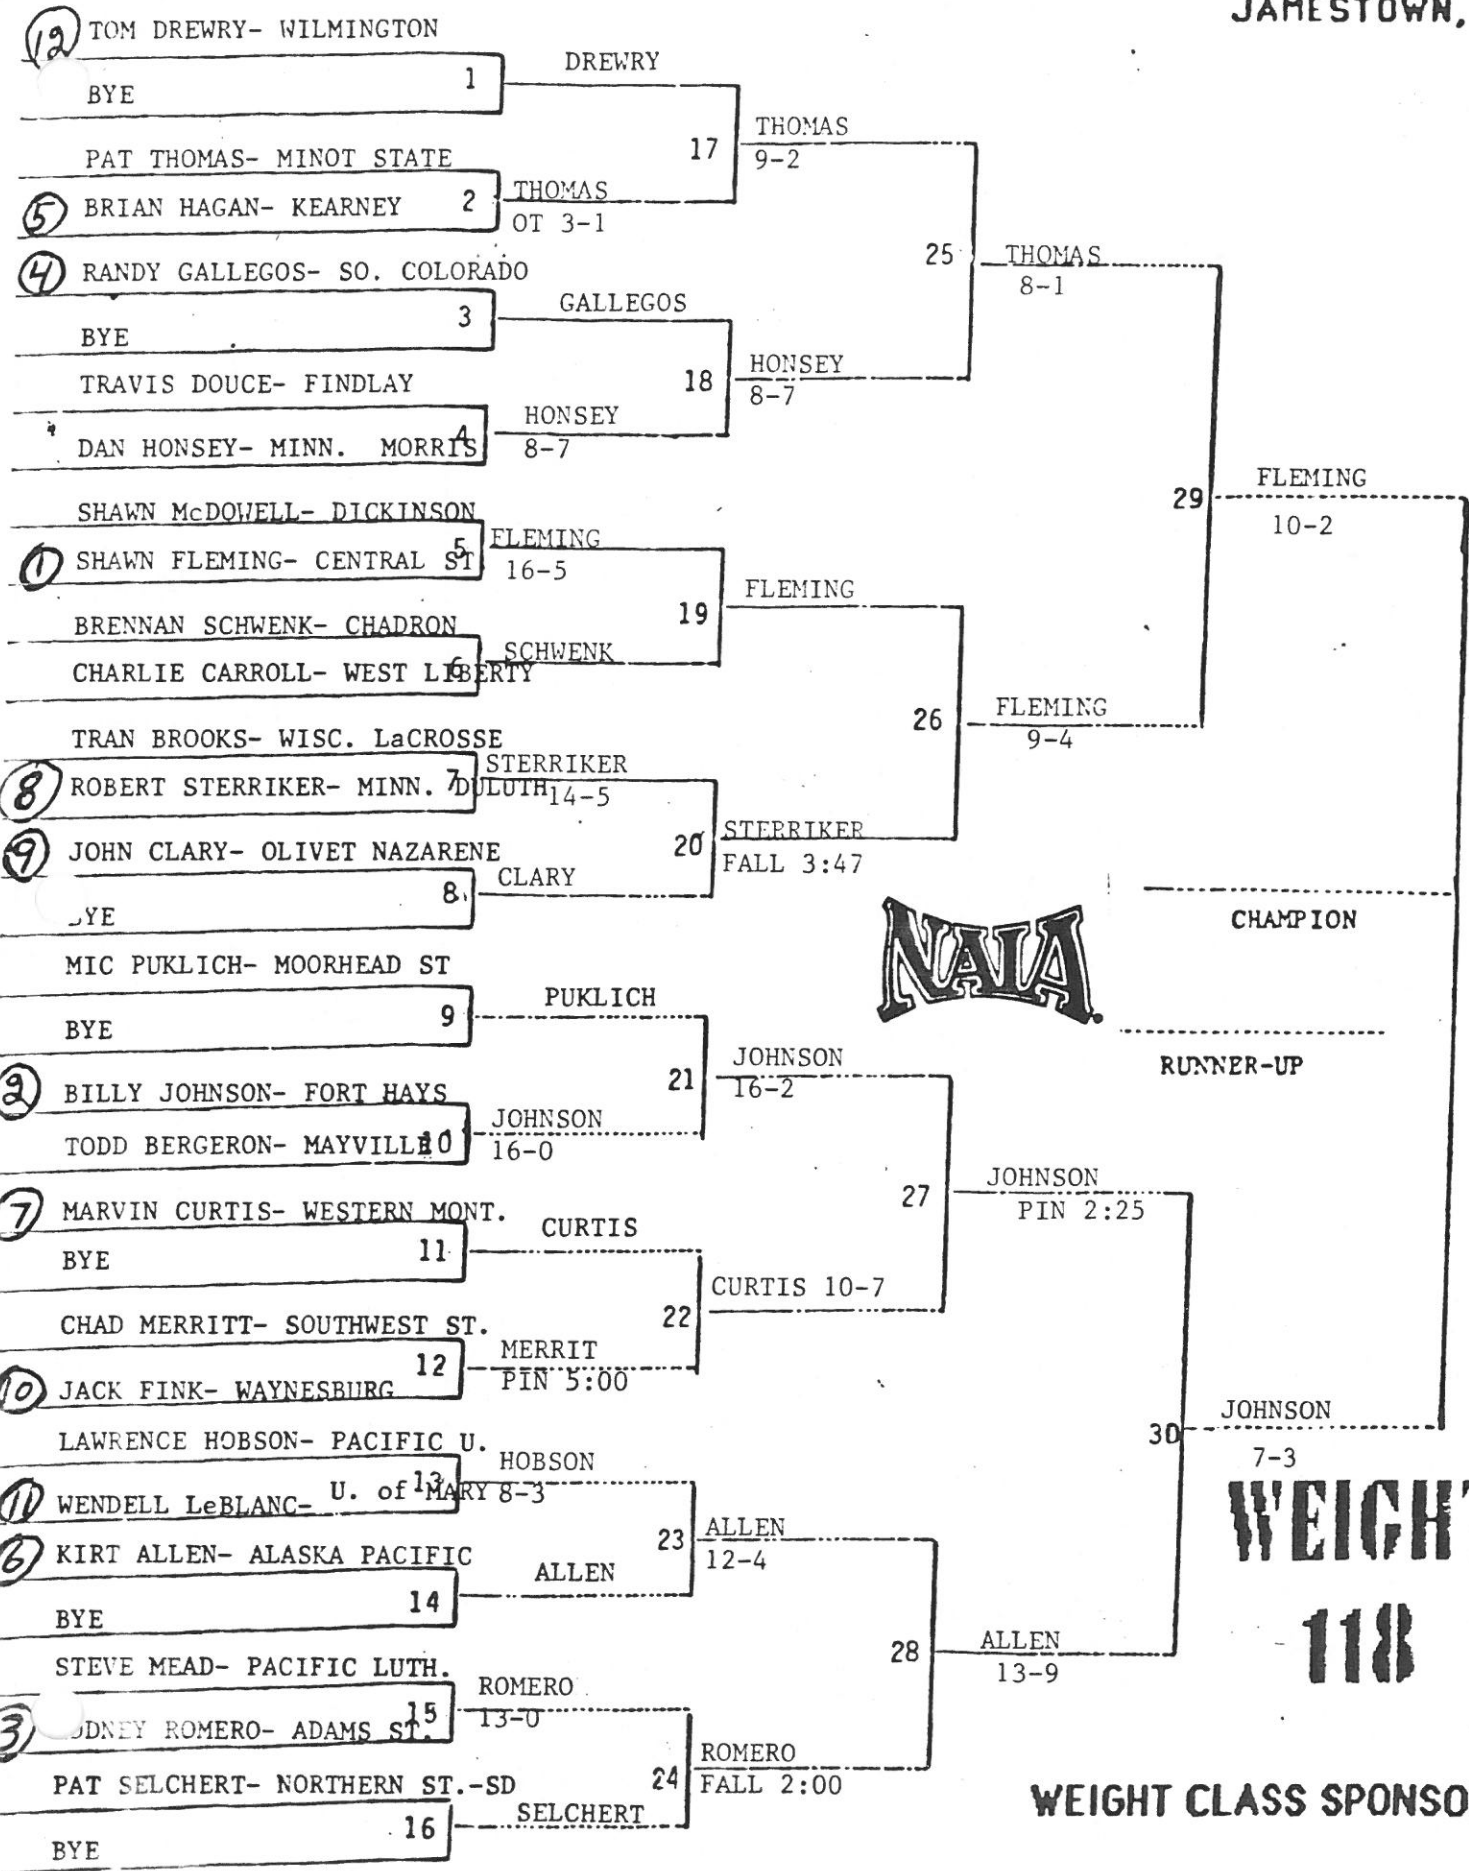 JAMESTOWN,
12 TOM DREWRY- WILMINGTON
BYE
1
DREWRY
PAT THOMAS- MINOT STATE
5 BRIAN HAGAN- KEARNEY
2
THOMAS
OT 3-1
17
THOMAS
9-2
4 RANDY GALLEGOS- SO. COLORADO
BYE
3
GALLEGOS
TRAVIS DOUCE- FINDLAY
DAN HONSEY- MINN. MORRIS
4
HONSEY
8-7
18
HONSEY
8-7
25
THOMAS
8-1
SHAWN McDOWELL- DICKINSON
1 SHAWN FLEMING- CENTRAL ST
5
FLEMING
16-5
BRENNAN SCHWENK- CHADRON
CHARLIE CARROLL- WEST LIBERTY
6
SCHWENK
19
FLEMING
TRAN BROOKS- WISC. LaCROSSE
8 ROBERT STERRIKER- MINN. DULUTH
7
STERRIKER
14-5
9 JOHN CLARY- OLIVET NAZARENE
BYE
8
CLARY
20
STERRIKER
FALL 3:47
26
FLEMING
9-4
29
FLEMING
10-2
NAIA
CHAMPION
RUNNER-UP
MIC PUKLICH- MOORHEAD ST
BYE
9
PUKLICH
2 BILLY JOHNSON- FORT HAYS
TODD BERGERON- MAYVILLE
10
JOHNSON
16-0
21
JOHNSON
16-2
7 MARVIN CURTIS- WESTERN MONT.
BYE
11
CURTIS
CHAD MERRITT- SOUTHWEST ST.
10 JACK FINK- WAYNESBURG
12
MERRIT
PIN 5:00
22
CURTIS 10-7
27
JOHNSON
PIN 2:25
LAWRENCE HOBSON- PACIFIC U.
11 WENDELL LeBLANC- U. of MARY
13
HOBSON
8-3
6 KIRT ALLEN- ALASKA PACIFIC
BYE
14
ALLEN
23
ALLEN
12-4
STEVE MEAD- PACIFIC LUTH.
3 ODNEY ROMERO- ADAMS ST.
15
ROMERO
13-0
PAT SELCHERT- NORTHERN ST.-SD
BYE
16
SELCHERT
24
ROMERO
FALL 2:00
28
ALLEN
13-9
30
JOHNSON
7-3
WEIGHT
118
WEIGHT CLASS SPONSO